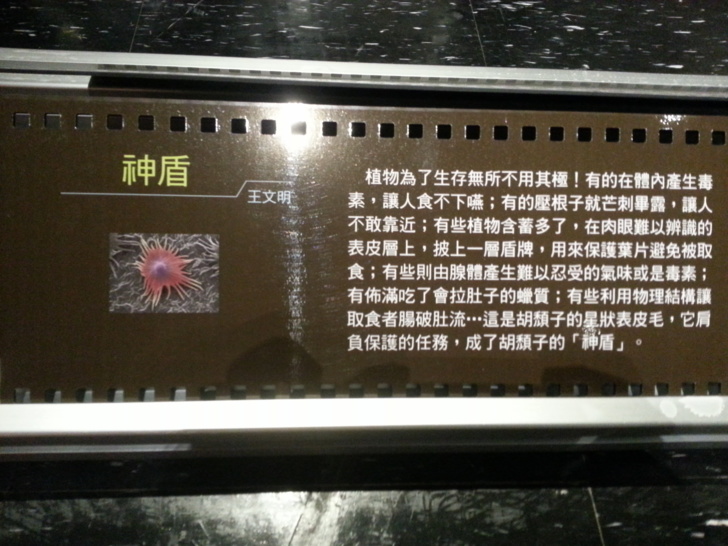 神盾
王文明
植物為了生存無所不用其極！有的在體內產生毒
素，讓人食不下嚥；有的壓根子就芒刺畢露，讓人
不敢靠近；有些植物含蓄多了，在肉眼難以辨識的
表皮層上，披上一層盾牌，用來保護葉片避免被取
食；有些則由腺體產生難以忍受的氣味或是毒素；
有佈滿吃了會拉肚子的蠟質；有些利用物理結構讓
取食者腸破肚流…這是胡頹子的星狀表皮毛，它肩
負保護的任務，成了胡頹子的「神盾」。